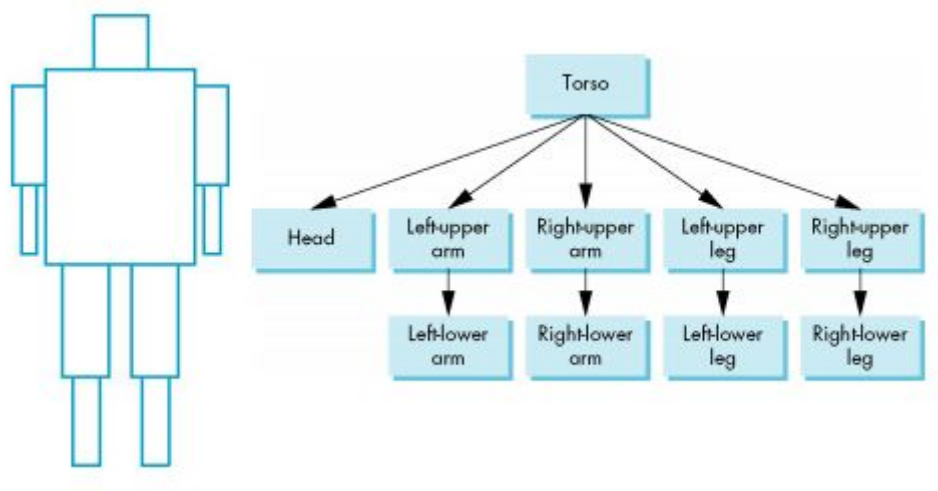 Torso
Head
Left-upper
arm
Right-upper
arm
Left-upper
leg
Right-upper
leg
Left-lower
arm
Right-lower
arm
Left-lower
leg
Right-lower
leg